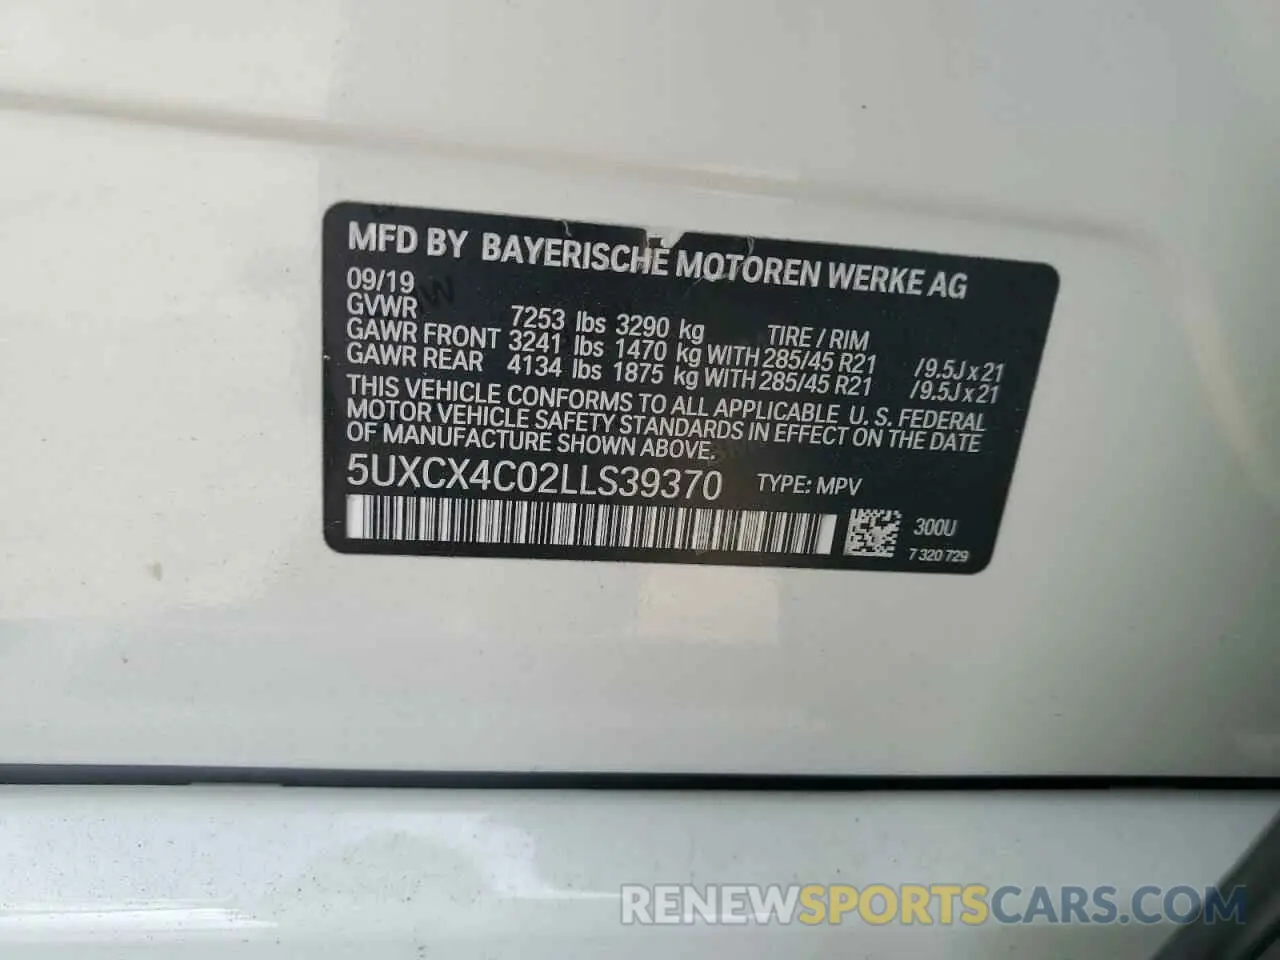 MFD BY BAYERISCHE MOTOREN WERKE AG
09/19
GVWR 7253 lbs 3290 kg TIRE / RIM
GAWR FRONT 3241 lbs 1470 kg WITH 285/45 R21 /9.5J x 21
GAWR REAR 4134 lbs 1875 kg WITH 285/45 R21 /9.5J x 21
THIS VEHICLE CONFORMS TO ALL APPLICABLE U. S. FEDERAL
MOTOR VEHICLE SAFETY STANDARDS IN EFFECT ON THE DATE
OF MANUFACTURE SHOWN ABOVE.
5UXCX4C02LLS39370 TYPE: MPV
300U
7 320 729
RENEWSPORTSCARS.COM